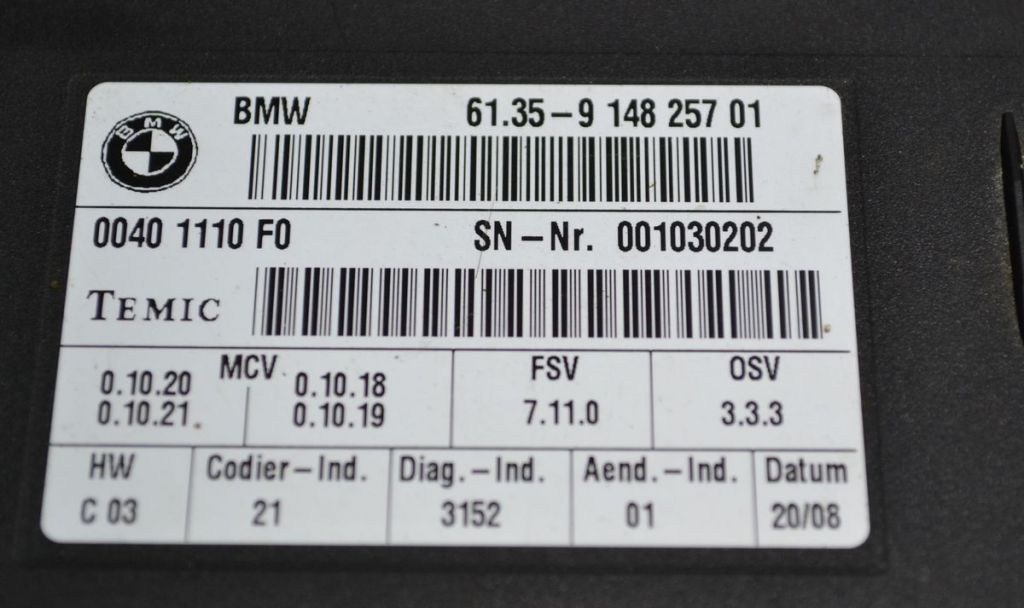 BMW
BMW 61.35-9 148 257 01
0040 1110 F0 SN-Nr. 001030202
TEMIC
MCV FSV OSV
0.10.20 0.10.18
0.10.21. 0.10.19 7.11.0 3.3.3
HW Codier-Ind. Diag.-Ind. Aend.-Ind. Datum
C 03 21 3152 01 20/08